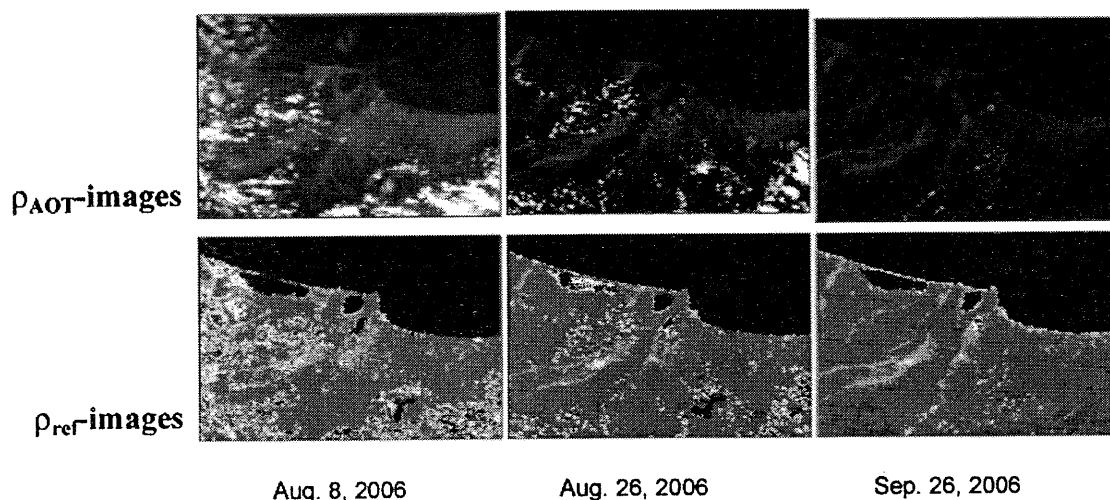 ρAOT-images
ρref-images
Aug. 8, 2006
Aug. 26, 2006
Sep. 26, 2006